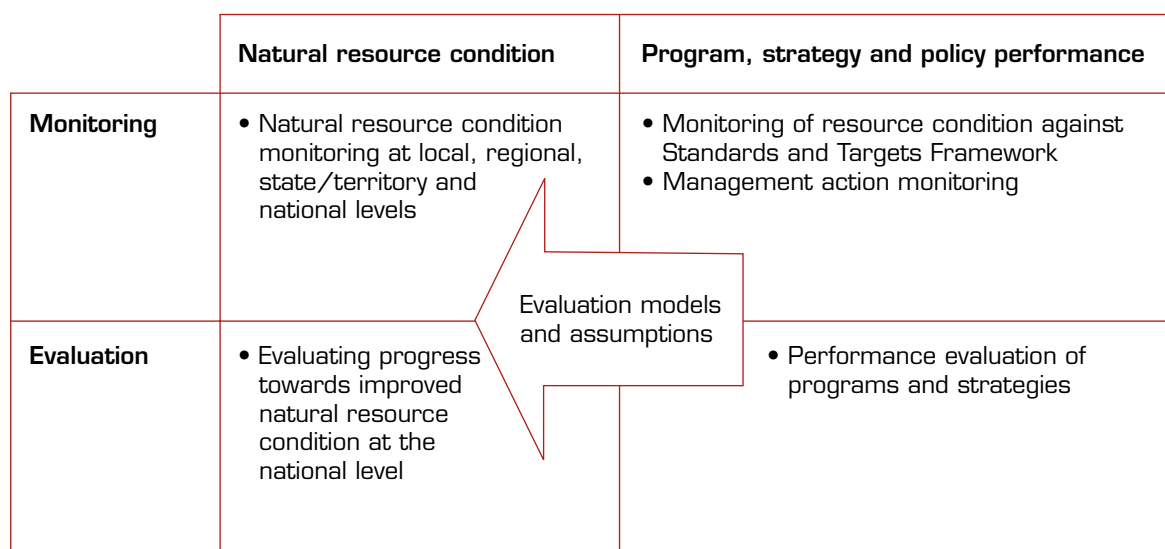 Natural resource condition
Program, strategy and policy performance
Monitoring
• Natural resource condition
monitoring at local, regional,
state/territory and
national levels
• Monitoring of resource condition against
Standards and Targets Framework
• Management action monitoring
Evaluation models
and assumptions
Evaluation
• Evaluating progress
towards improved
natural resource
condition at the
national level
• Performance evaluation of
programs and strategies